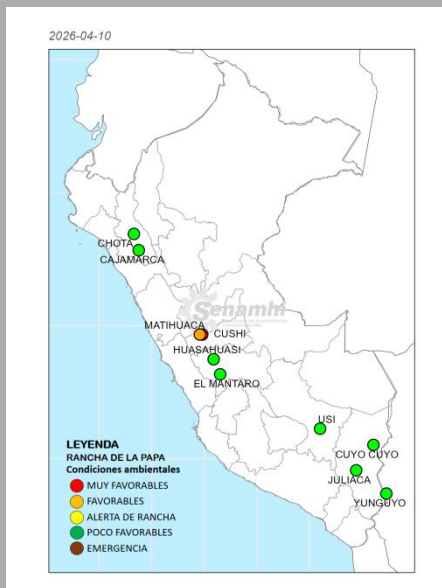 2026-04-10
CHOTA
CAJAMARCA
Senamhi
MATIHUACA
CUSHI
HUASAHUASI
EL MANTARO
USI
CUYO CUYO
JULIACA
YUNGUYO
LEYENDA
RANCHA DE LA PAPA
Condiciones ambientales
MUY FAVORABLES
FAVORABLES
ALERTA DE RANCHA
POCO FAVORABLES
EMERGENCIA